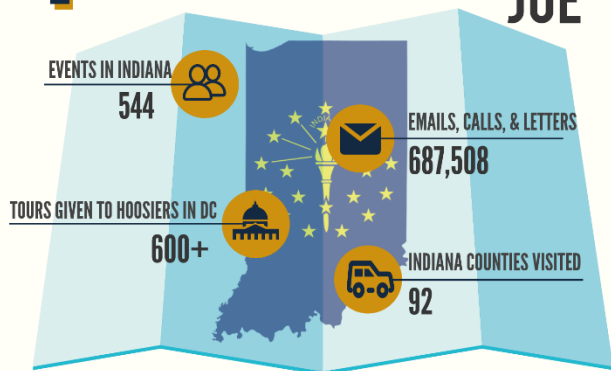 JOE
EVENTS IN INDIANA
544
EMAILS, CALLS, & LETTERS
687,508
TOURS GIVEN TO HOOSIERS IN DC
600+
INDIANA COUNTIES VISITED
92